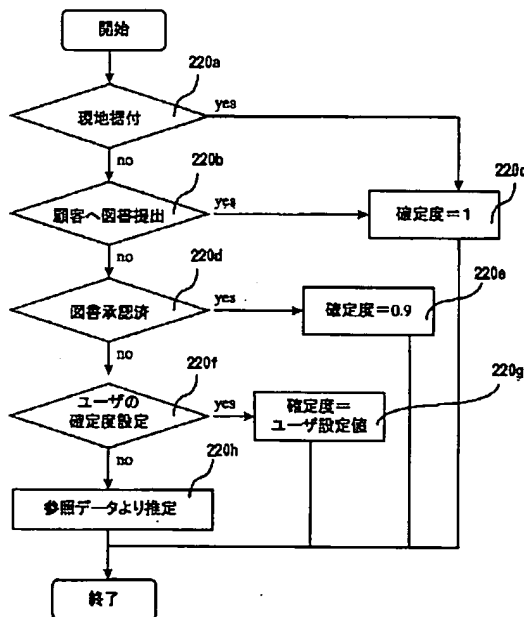 開始
220a
現地据付
yes
no
220b
顧客へ図書提出
yes
220c
確定度=1
no
220d
図書承認済
yes
220e
確定度=0.9
no
220f
ユーザの
確定度設定
yes
220g
確定度=
ユーザ設定値
no
220h
参照データより推定
終了